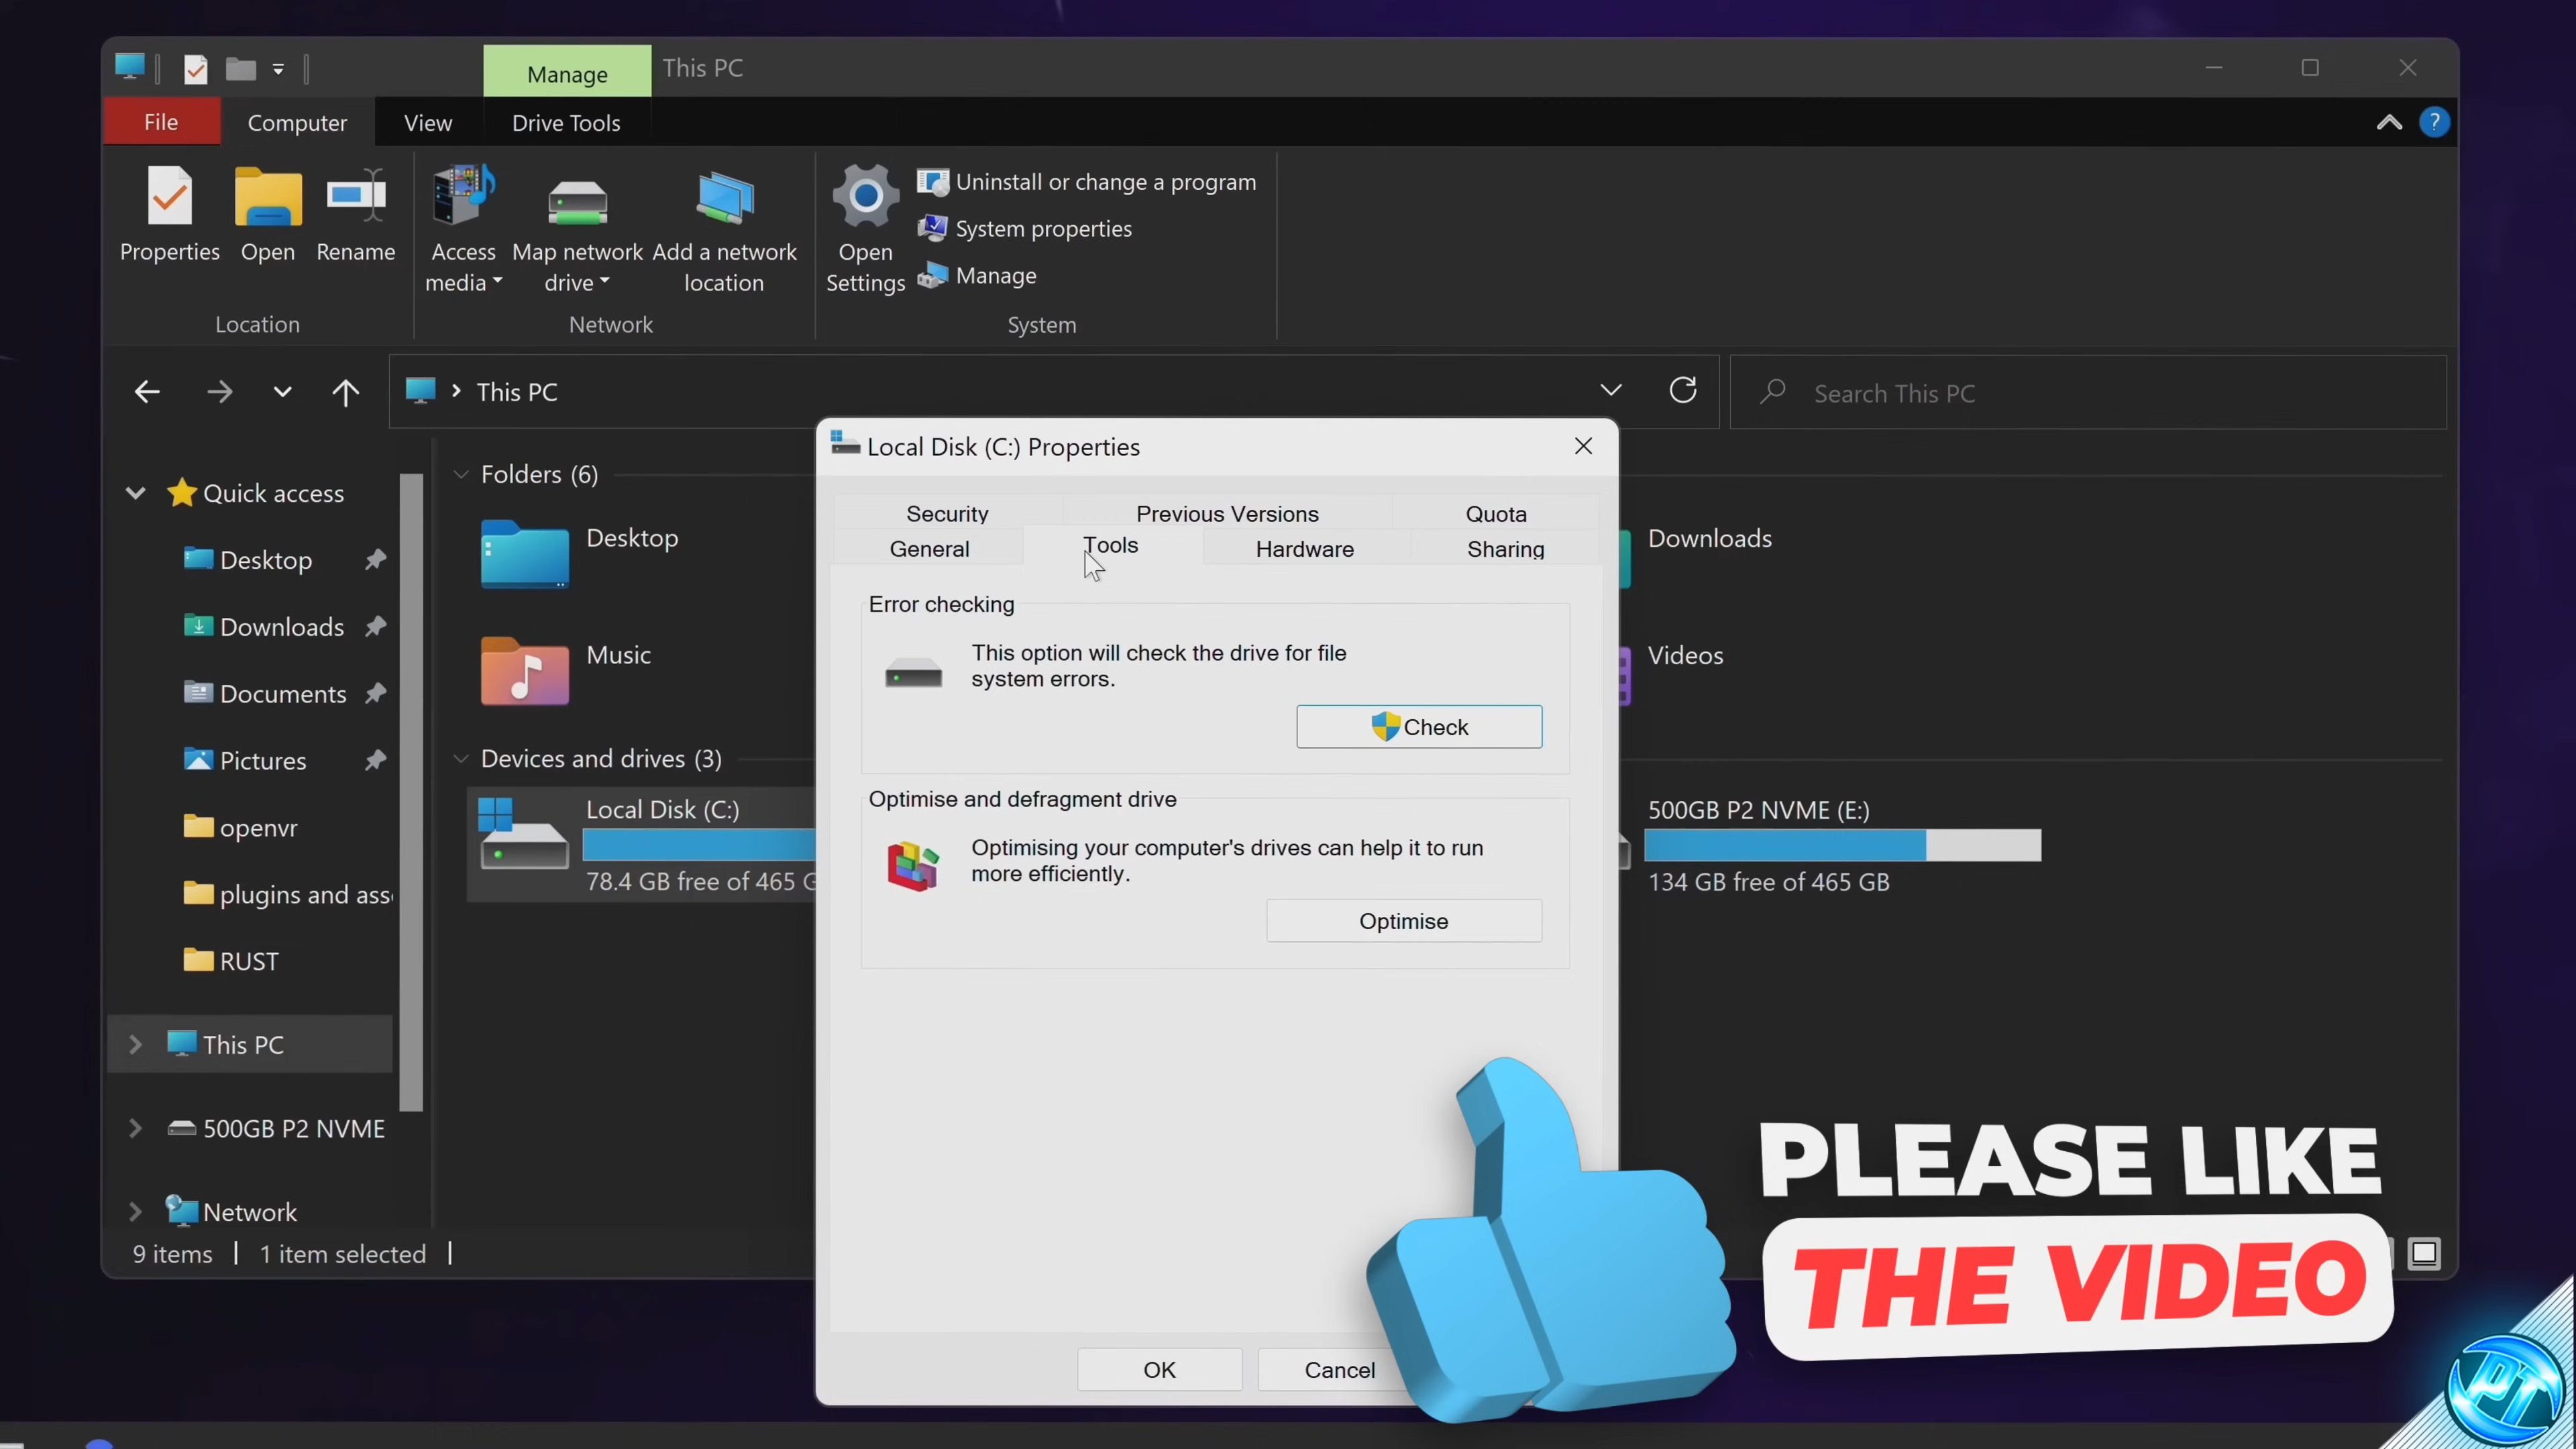 Manage This PC
File Computer View Drive Tools
?
Properties Open Rename
Access media
Map network drive
Add a network location
Open Settings
Uninstall or change a program
System properties
Manage
Location Network System
This PC
Search This PC
Quick access
Desktop
Downloads
Documents
Pictures
openvr
plugins and ass
RUST
This PC
500GB P2 NVME
Network
9 items 1 item selected
Folders (6)
Desktop
Music
Downloads
Videos
Devices and drives (3)
Local Disk (C:)
78.4 GB free of 465 G
500GB P2 NVME (E:)
134 GB free of 465 GB
Local Disk (C:) Properties
Security Previous Versions Quota
General Tools Hardware Sharing
Error checking
This option will check the drive for file
system errors.
Check
Optimise and defragment drive
Optimising your computer's drives can help it to run
more efficiently.
Optimise
OK Cancel
PLEASE LIKE
THE VIDEO
PT